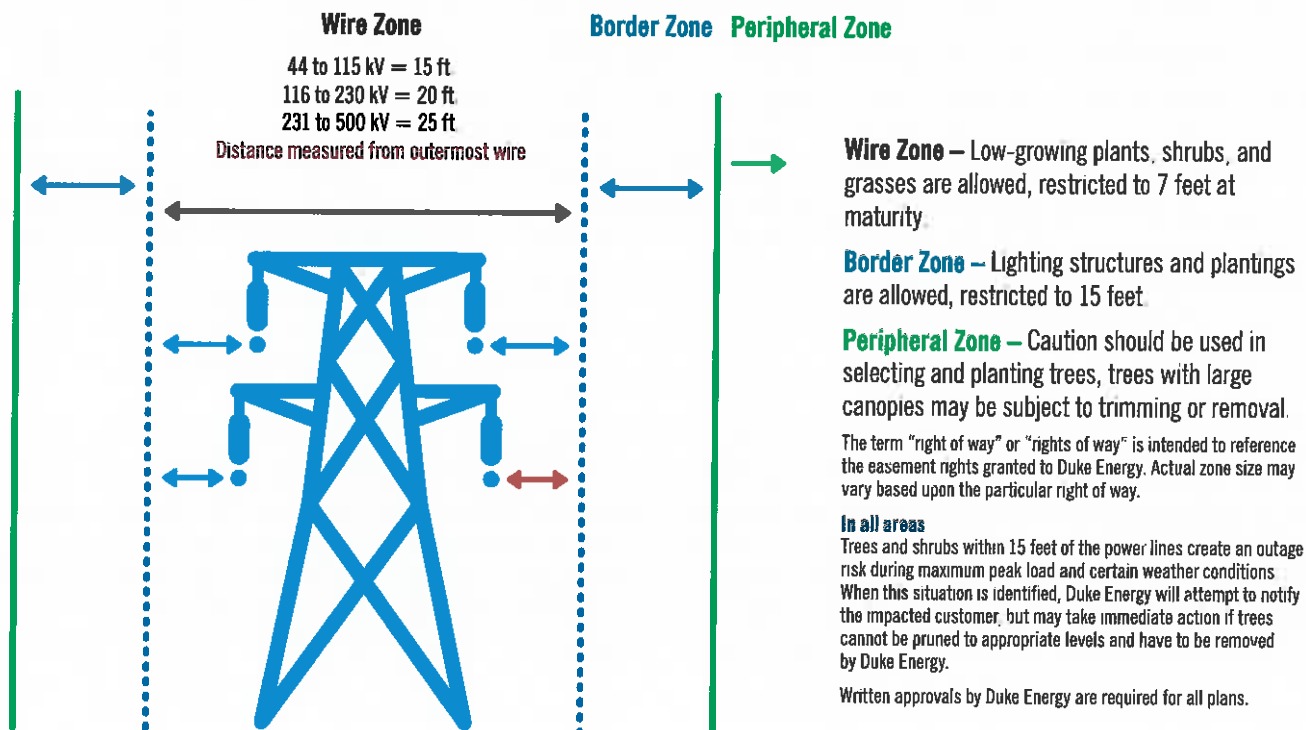 Wire Zone
Border Zone
Peripheral Zone
44 to 115 kV = 15 ft
116 to 230 kV = 20 ft
231 to 500 kV = 25 ft
Distance measured from outermost wire
Wire Zone – Low-growing plants, shrubs, and
grasses are allowed, restricted to 7 feet at
maturity.
Border Zone – Lighting structures and plantings
are allowed, restricted to 15 feet.
Peripheral Zone – Caution should be used in
selecting and planting trees, trees with large
canopies may be subject to trimming or removal.
The term "right of way" or "rights of way" is intended to reference
the easement rights granted to Duke Energy. Actual zone size may
vary based upon the particular right of way.
In all areas
Trees and shrubs within 15 feet of the power lines create an outage
risk during maximum peak load and certain weather conditions.
When this situation is identified, Duke Energy will attempt to notify
the impacted customer, but may take immediate action if trees
cannot be pruned to appropriate levels and have to be removed
by Duke Energy.
Written approvals by Duke Energy are required for all plans.